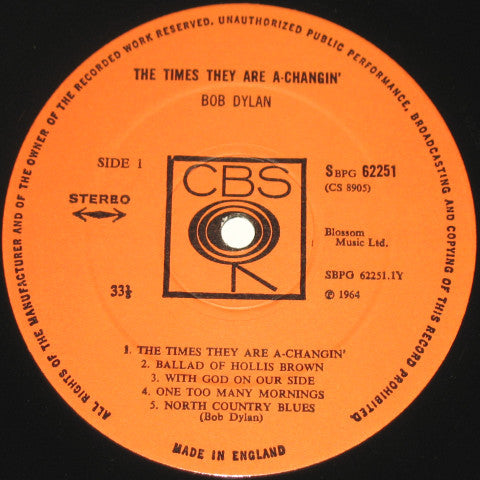 ALL RIGHTS OF THE MANUFACTURER AND OF THE OWNER OF THE RECORDED WORK RESERVED. UNAUTHORIZED PUBLIC PERFORMANCE, BROADCASTING AND COPYING OF THIS RECORD PROHIBITED.
THE TIMES THEY ARE A-CHANGIN'
BOB DYLAN
SIDE 1
CBS
SBPG 62251
(CS 8905)
STEREO
Blossom
Music Ltd.
SBPG 62251.1Y
33⅓
℗ 1964
1. THE TIMES THEY ARE A-CHANGIN'
2. BALLAD OF HOLLIS BROWN
3. WITH GOD ON OUR SIDE
4. ONE TOO MANY MORNINGS
5. NORTH COUNTRY BLUES
(Bob Dylan)
MADE IN ENGLAND